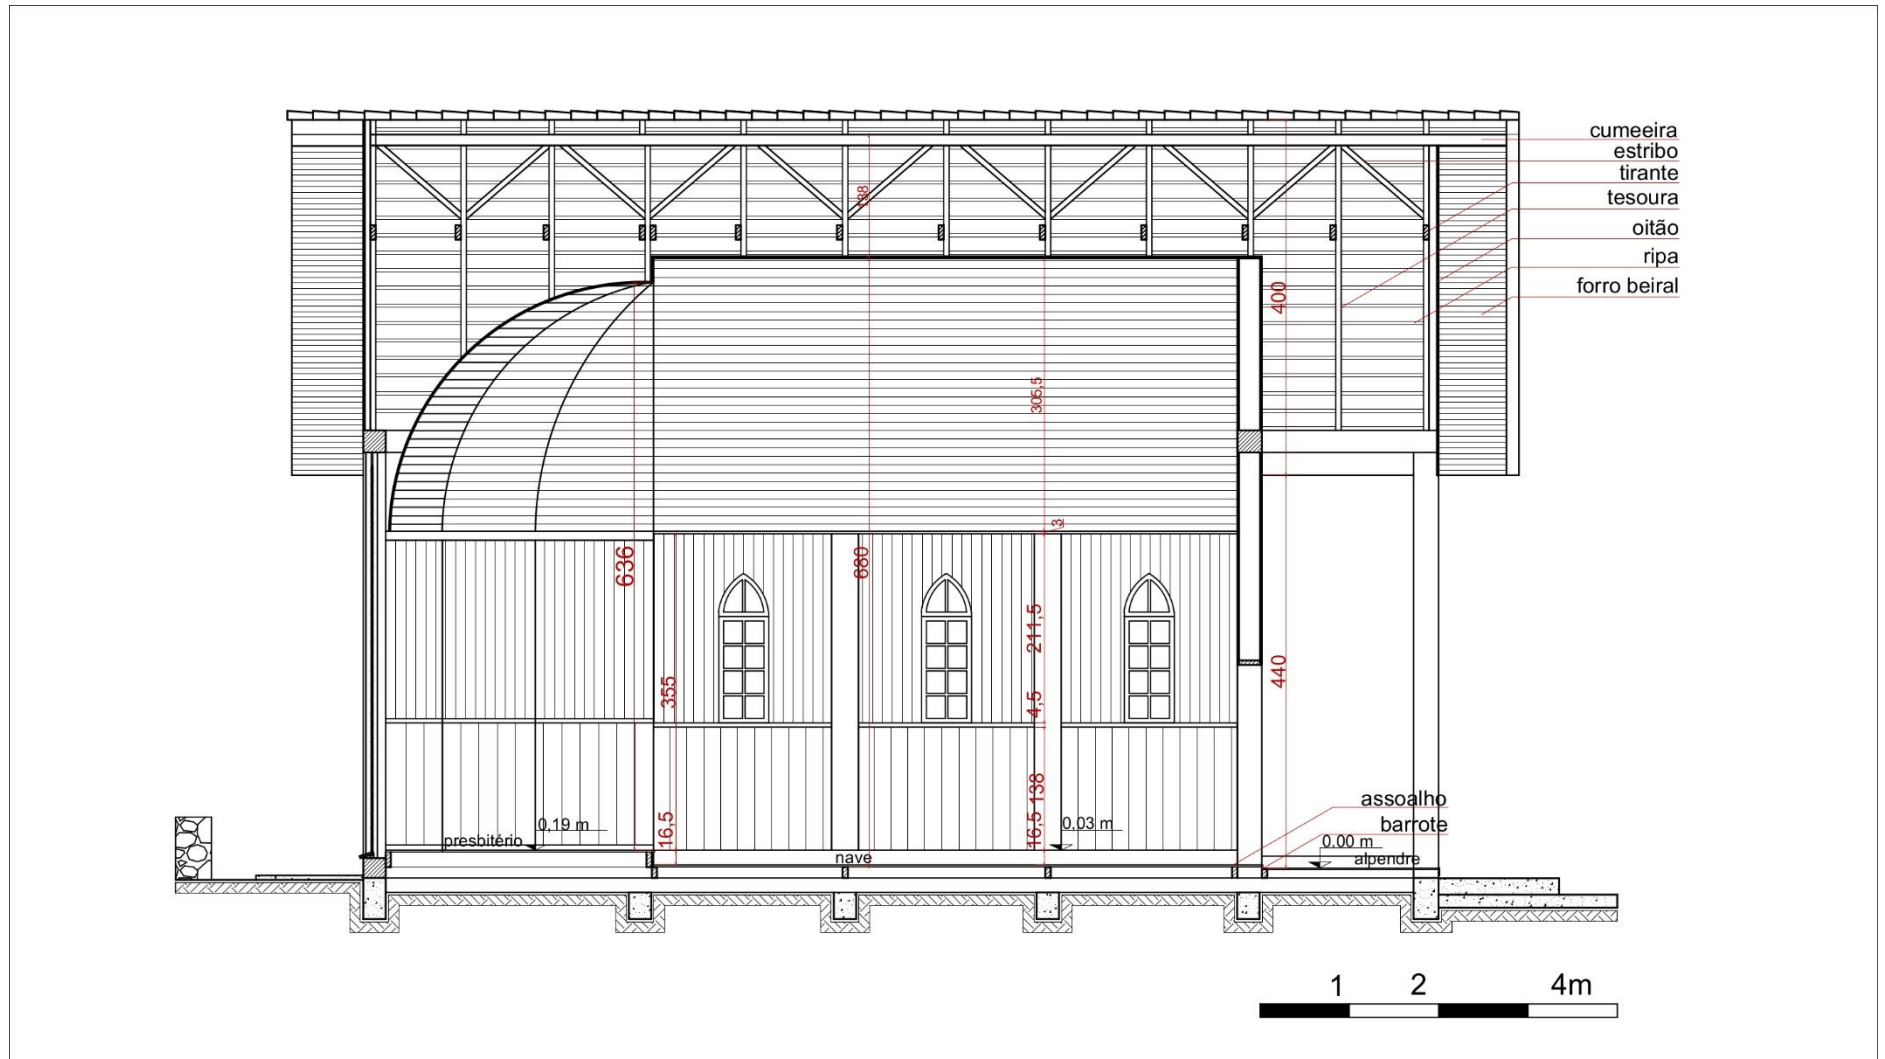 cumeeira
estribo
tirante
tesoura
oitão
ripa
forro beiral
138
400
305,5
3
636
680
211,5
440
355
4,5
138
assoalho
barrote
16,5
16,5
0,19 m
0,03 m
0.00 m
presbitério
nave
alpendre
1 2 4m